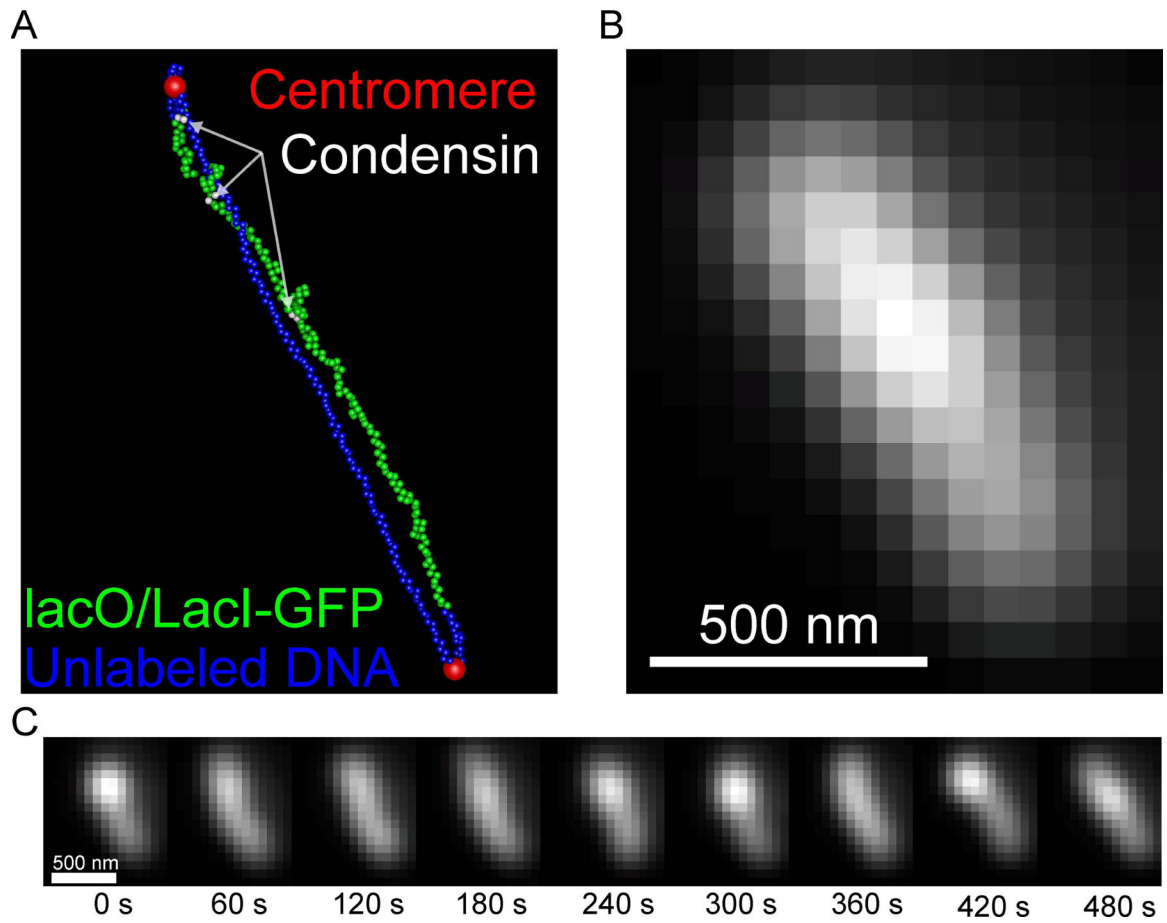 A
B
Centromere
Condensin
lacO/LacI-GFP
Unlabeled DNA
500 nm
C
500 nm
0 s 60 s 120 s 180 s 240 s 300 s 360 s 420 s 480 s